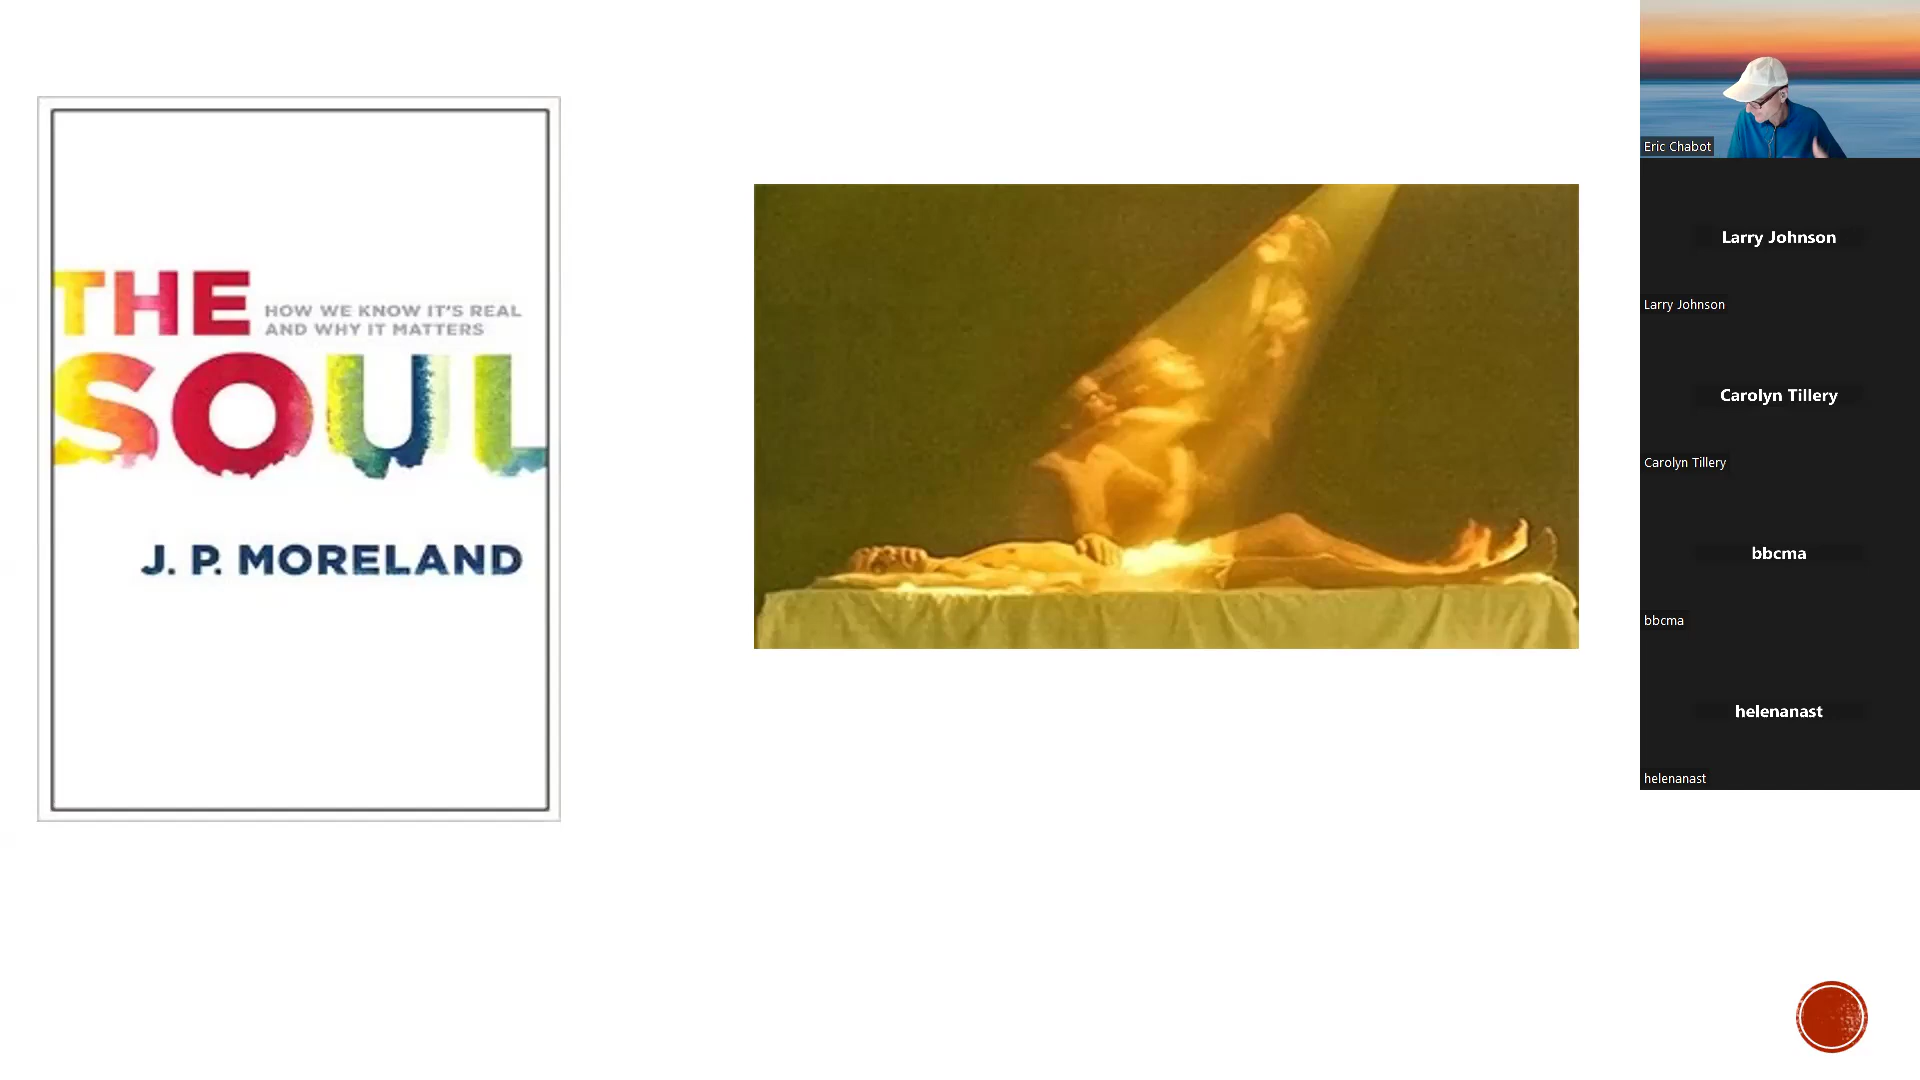 THE
HOW WE KNOW IT'S REAL
AND WHY IT MATTERS
SOUL
J. P. MORELAND
Eric Chabot
Larry Johnson
Larry Johnson
Carolyn Tillery
Carolyn Tillery
bbcma
bbcma
helenanast
helenanast